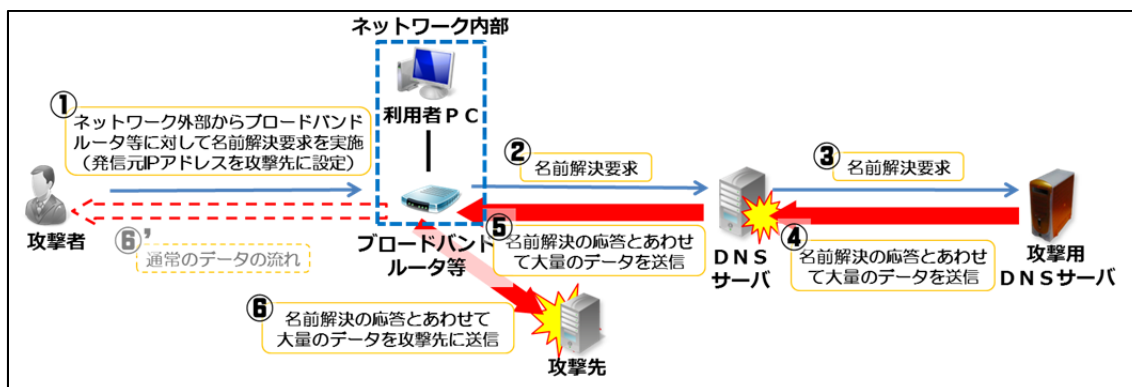 ネットワーク内部
利用者PC
①
ネットワーク外部からブロードバンド
ルータ等に対して名前解決要求を実施
(発信元IPアドレスを攻撃先に設定)
②
名前解決要求
③
名前解決要求
攻撃者
⑥’
通常のデータの流れ
ブロードバンド
ルータ等
⑤
名前解決の応答とあわせ
て大量のデータを送信
DNS
サーバ
④
名前解決の応答とあわせ
て大量のデータを送信
攻撃用
DNSサーバ
⑥
名前解決の応答とあわせて
大量のデータを攻撃先に送信
攻撃先